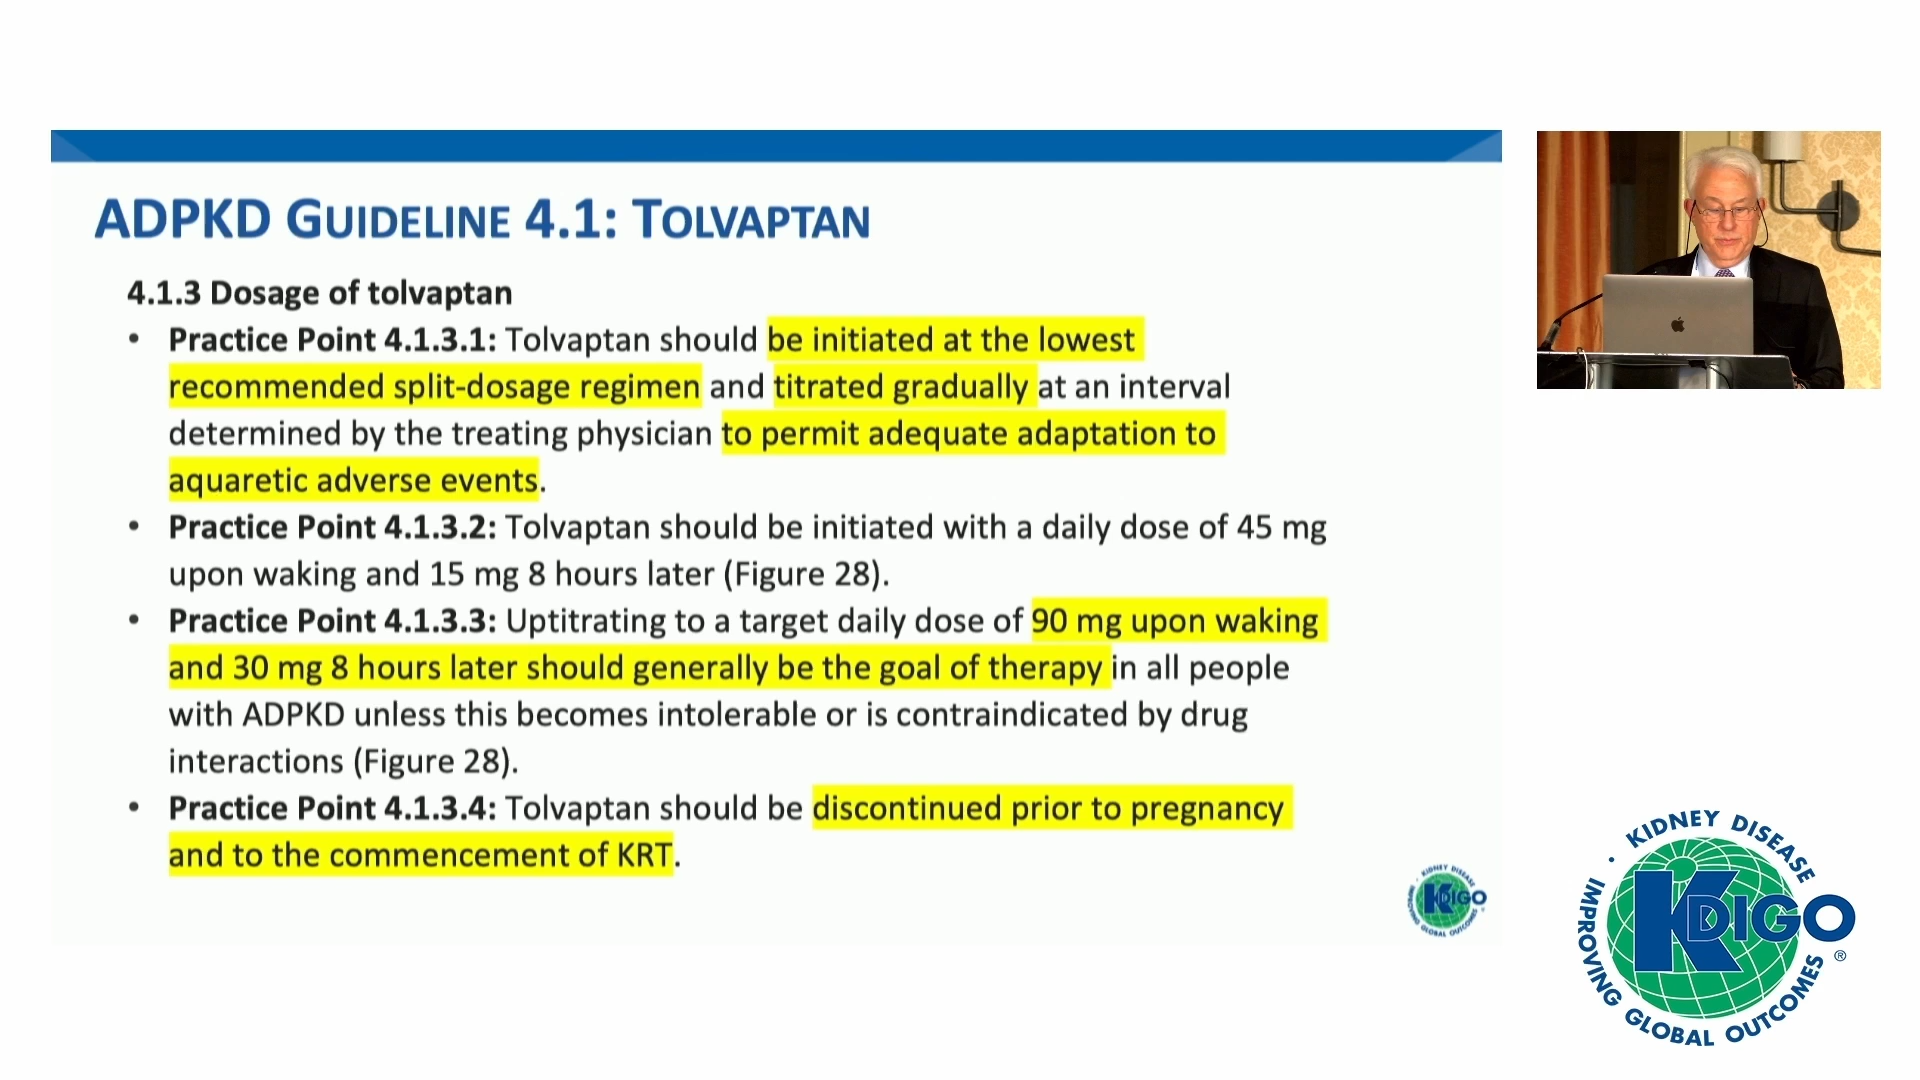 ADPKD GUIDELINE 4.1: TOLVAPTAN
4.1.3 Dosage of tolvaptan
• Practice Point 4.1.3.1: Tolvaptan should be initiated at the lowest
recommended split-dosage regimen and titrated gradually at an interval
determined by the treating physician to permit adequate adaptation to
aquaretic adverse events.
• Practice Point 4.1.3.2: Tolvaptan should be initiated with a daily dose of 45 mg
upon waking and 15 mg 8 hours later (Figure 28).
• Practice Point 4.1.3.3: Uptitrating to a target daily dose of 90 mg upon waking
and 30 mg 8 hours later should generally be the goal of therapy in all people
with ADPKD unless this becomes intolerable or is contraindicated by drug
interactions (Figure 28).
• Practice Point 4.1.3.4: Tolvaptan should be discontinued prior to pregnancy
and to the commencement of KRT.
KIDNEY DISEASE
KDIGO
IMPROVING GLOBAL OUTCOMES
· KIDNEY DISEASE
KDIGO®
IMPROVING GLOBAL OUTCOMES